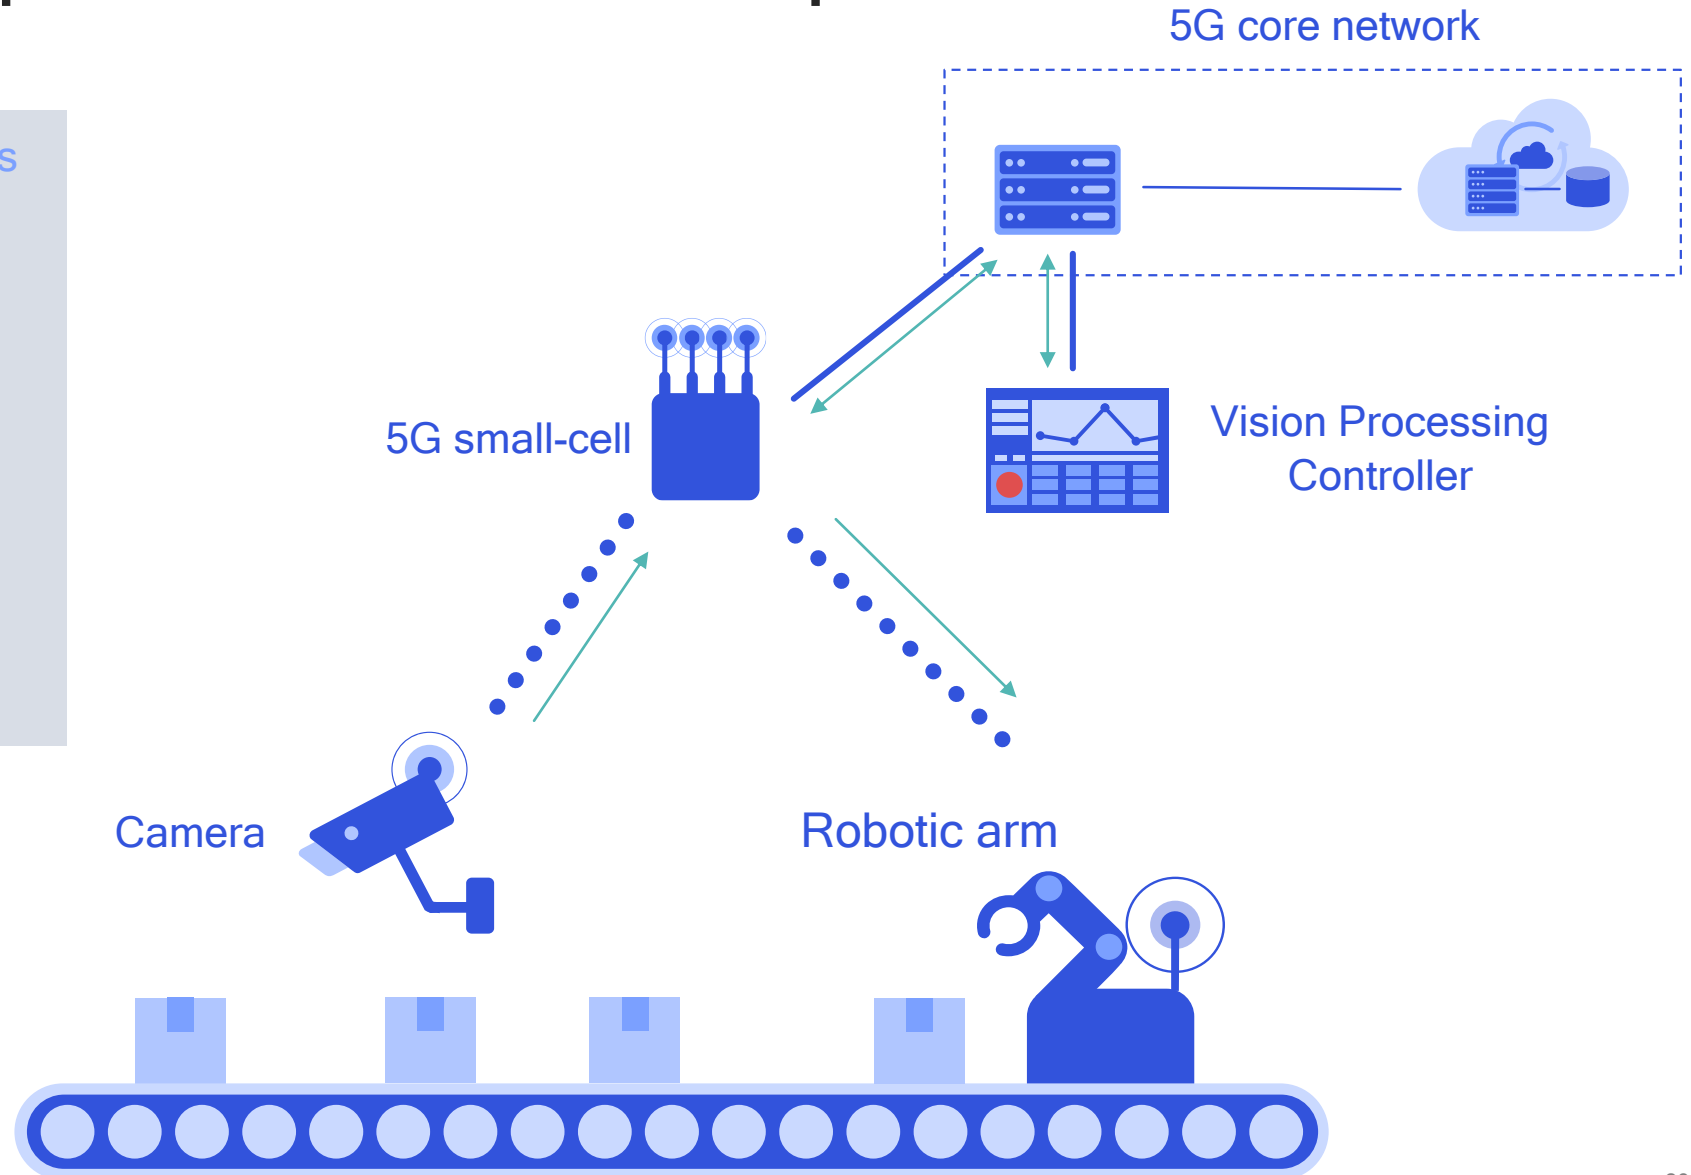 5G core network
s
5G small-cell
Vision Processing
Controller
Camera
Robotic arm